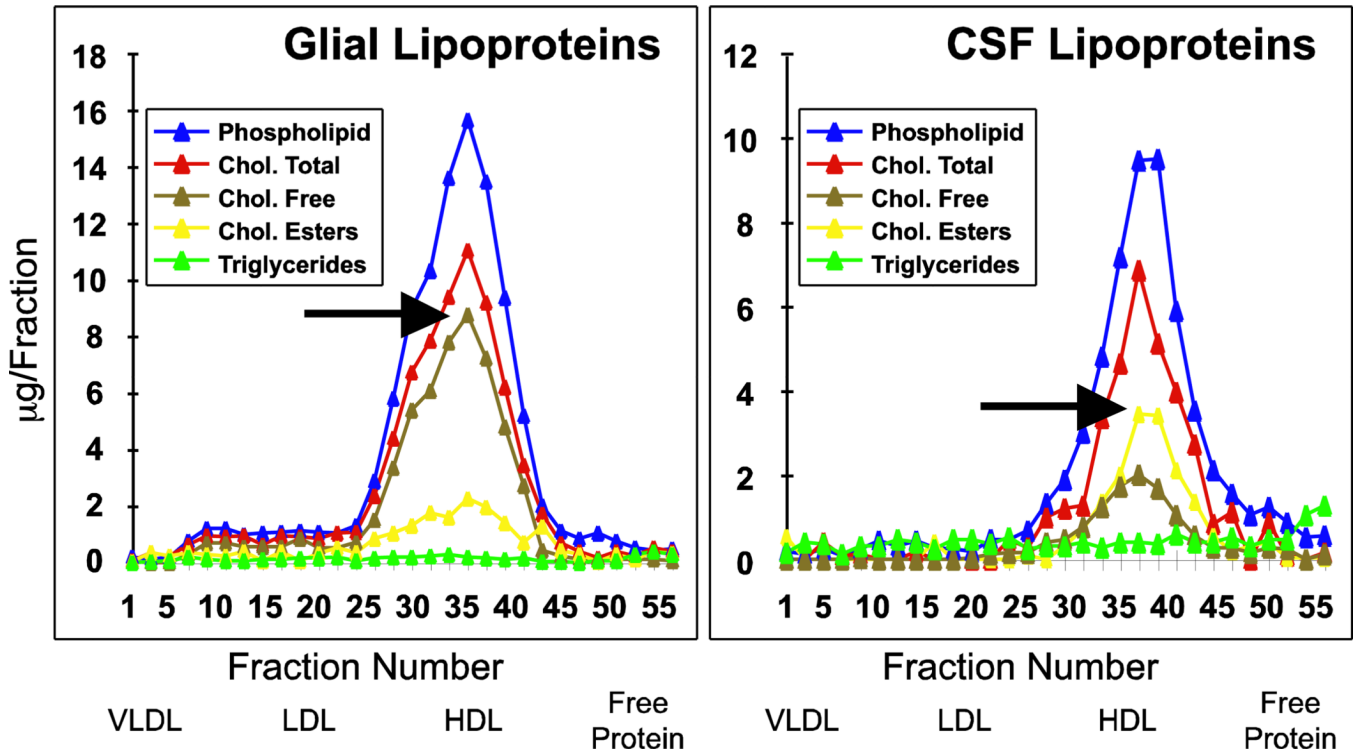 Glial Lipoproteins
18
16
14
12
10
8
6
4
2
0
Phospholipid
Chol. Total
Chol. Free
Chol. Esters
Triglycerides
µg/Fraction
1 5 10 15 20 25 30 35 40 45 50 55
Fraction Number
VLDL LDL HDL Free Protein
CSF Lipoproteins
12
10
8
6
4
2
0
Phospholipid
Chol. Total
Chol. Free
Chol. Esters
Triglycerides
1 5 10 15 20 25 30 35 40 45 50 55
Fraction Number
VLDL LDL HDL Free Protein